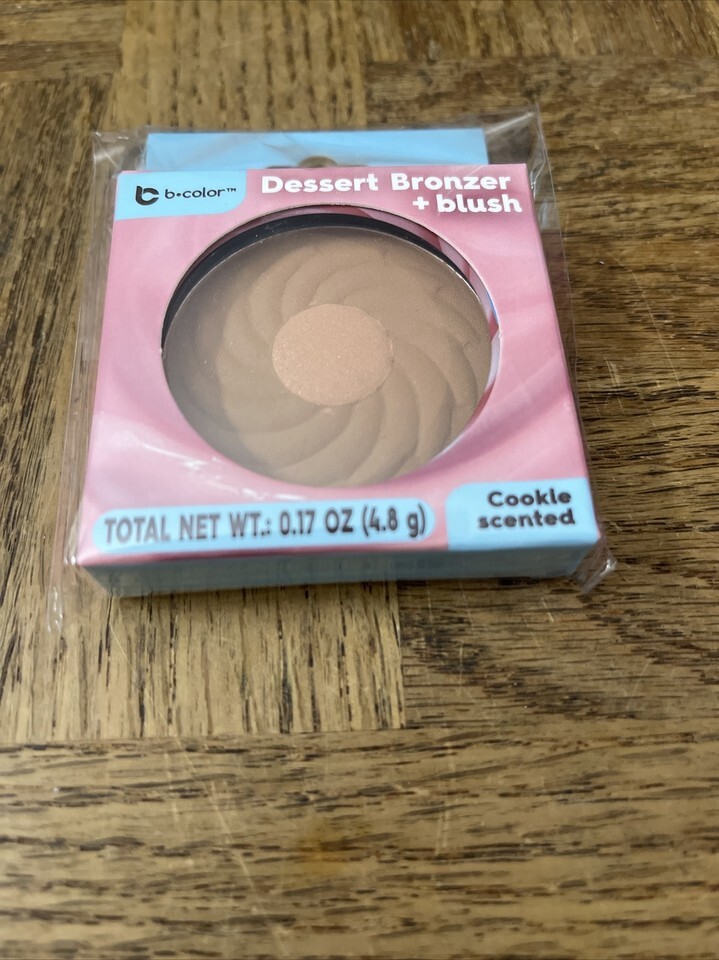 b•color™
Dessert Bronzer
+ blush
TOTAL NET WT.: 0.17 OZ (4.8 g)
Cookie
scented